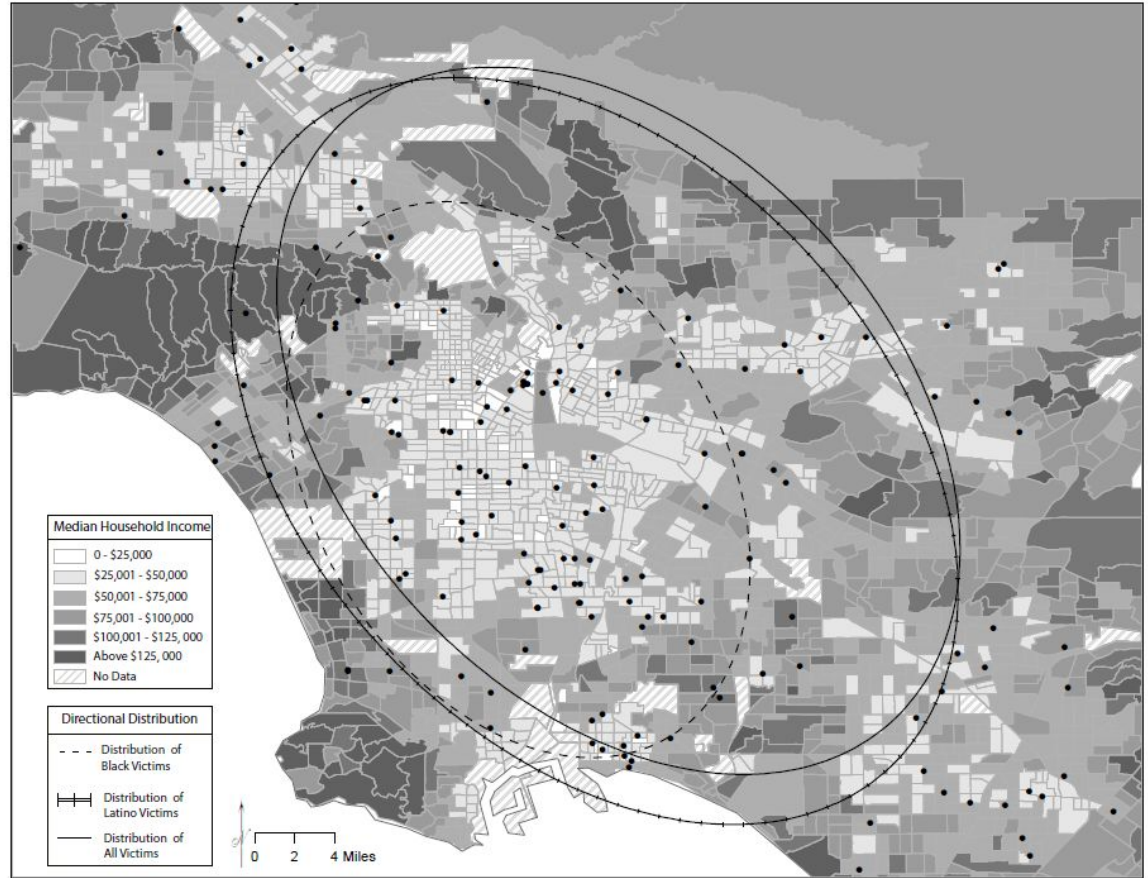 Median Household Income
0 - $25,000
$25,001 - $50,000
$50,001 - $75,000
$75,001 - $100,000
$100,001 - $125, 000
Above $125, 000
No Data
Directional Distribution
Distribution of
Black Victims
Distribution of
Latino Victims
Distribution of
All Victims
0 2 4 Miles